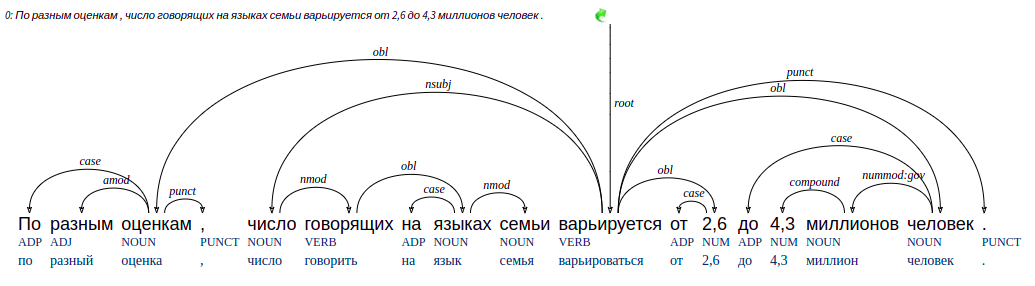 0: По разным оценкам , число говорящих на языках семьи варьируется от 2,6 до 4,3 миллионов человек .
obl
punct
nsubj
obl
root
case
case
obl
obl
amod
nmod
case
nmod
case
compound
nummod:gov
punct
По разным оценкам , число говорящих на языках семьи варьируется от 2,6 до 4,3 миллионов человек .
ADP ADJ NOUN PUNCT NOUN VERB ADP NOUN NOUN VERB ADP NUM ADP NUM NOUN NOUN PUNCT
по разный оценка , число говорить на язык семья варьироваться от 2,6 до 4,3 миллион человек .